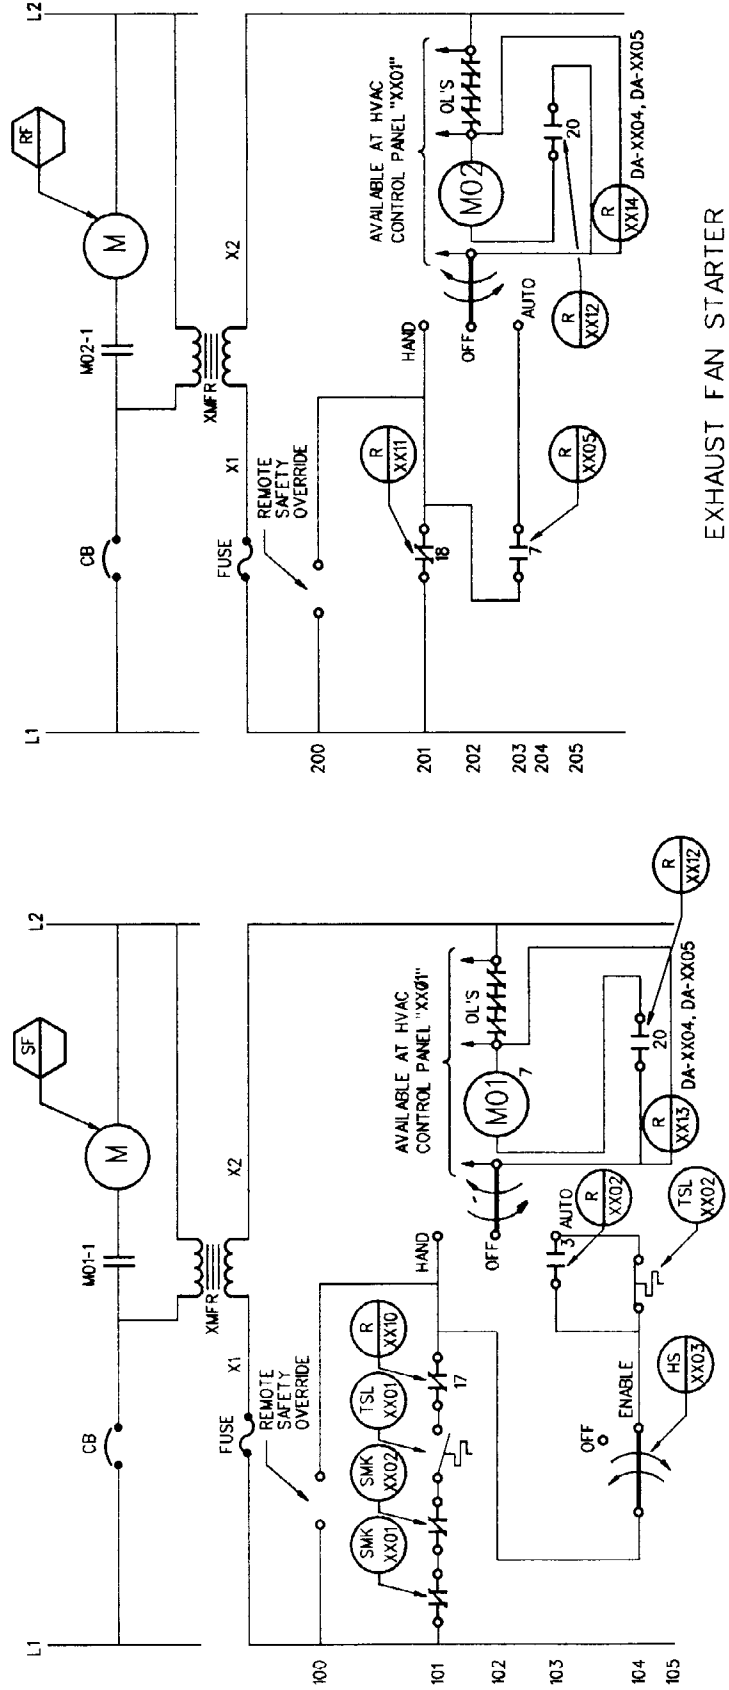 L1
L2
CB
M01-1
M
SF
XMFR
FUSE
X1
X2
REMOTE
SAFETY
OVERRIDE
AVAILABLE AT HVAC
CONTROL PANEL "XX01"
100
SMK
XX01
SMK
XX02
TSL
XX01
R
XX10
101
17
HAND
102
OFF
M01
7
OL'S
103
3
AUTO
R
XX02
TSL
XX02
OFF
ENABLE
104
HS
XX03
20
R
XX12
105
R
XX13
DA-XX04, DA-XX05
L1
L2
CB
M02-1
M
RF
XMFR
FUSE
X1
X2
REMOTE
SAFETY
OVERRIDE
AVAILABLE AT HVAC
CONTROL PANEL "XX01"
200
R
XX11
201
18
HAND
202
OFF
M02
OL'S
203
7
AUTO
R
XX05
204
20
R
XX12
205
R
XX14
DA-XX04, DA-XX05
EXHAUST FAN STARTER